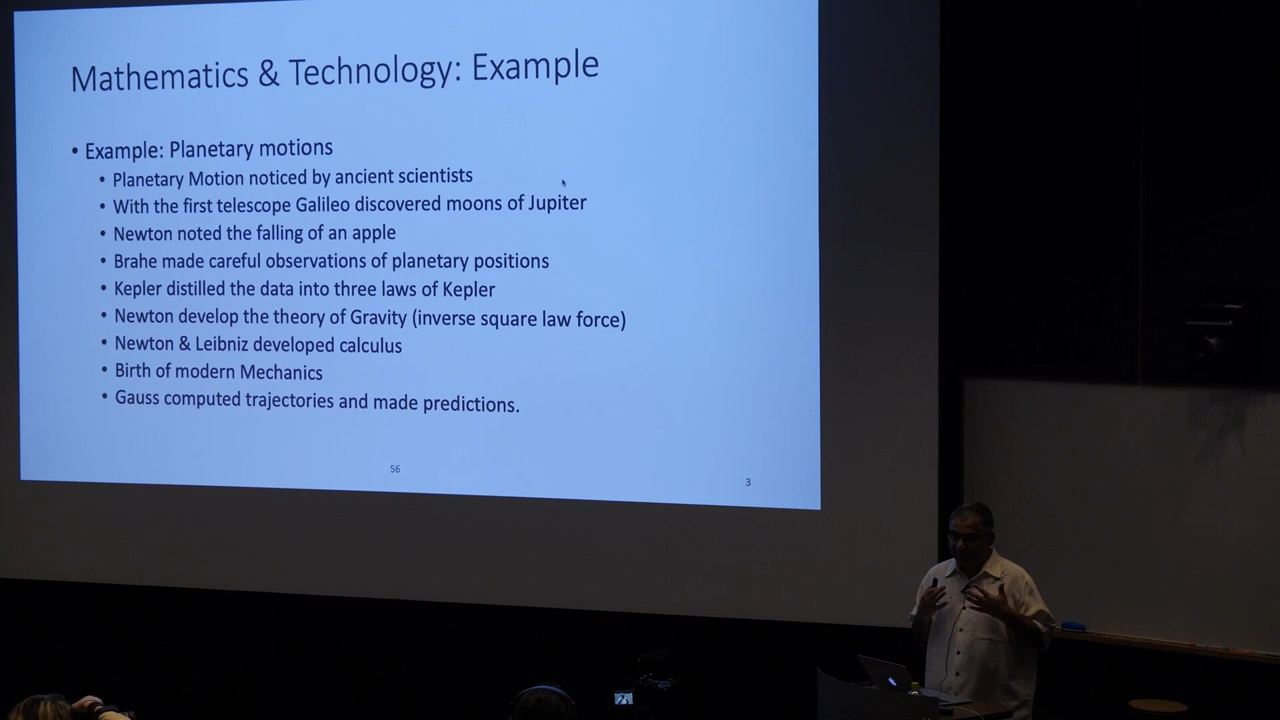 Mathematics & Technology: Example
• Example: Planetary motions
• Planetary Motion noticed by ancient scientists
• With the first telescope Galileo discovered moons of Jupiter
• Newton noted the falling of an apple
• Brahe made careful observations of planetary positions
• Kepler distilled the data into three laws of Kepler
• Newton develop the theory of Gravity (inverse square law force)
• Newton & Leibniz developed calculus
• Birth of modern Mechanics
• Gauss computed trajectories and made predictions.
56
3